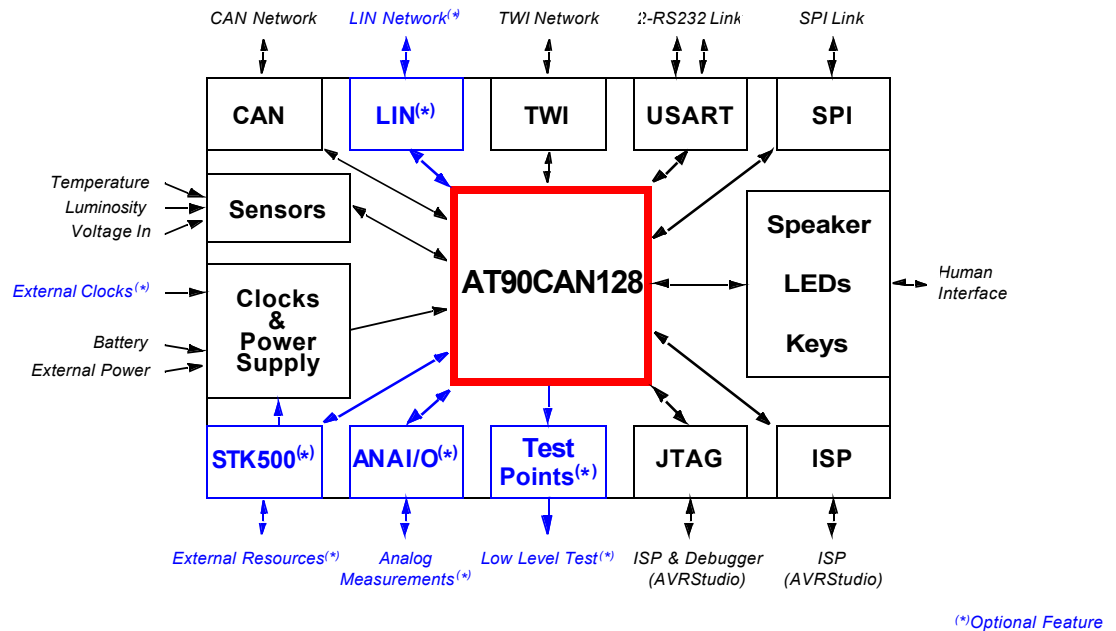 CAN Network
LIN Network(*)
TWI Network
2-RS232 Link
SPI Link
CAN
LIN(*)
TWI
USART
SPI
Temperature
Luminosity
Voltage In
Sensors
AT90CAN128
Speaker
LEDs
Keys
Human
Interface
External Clocks(*)
Battery
External Power
Clocks
&
Power
Supply
STK500(*)
ANAI/O(*)
Test
Points(*)
JTAG
ISP
External Resources(*)
Analog
Measurements(*)
Low Level Test(*)
ISP & Debugger
(AVRStudio)
ISP
(AVRStudio)
(*)Optional Feature